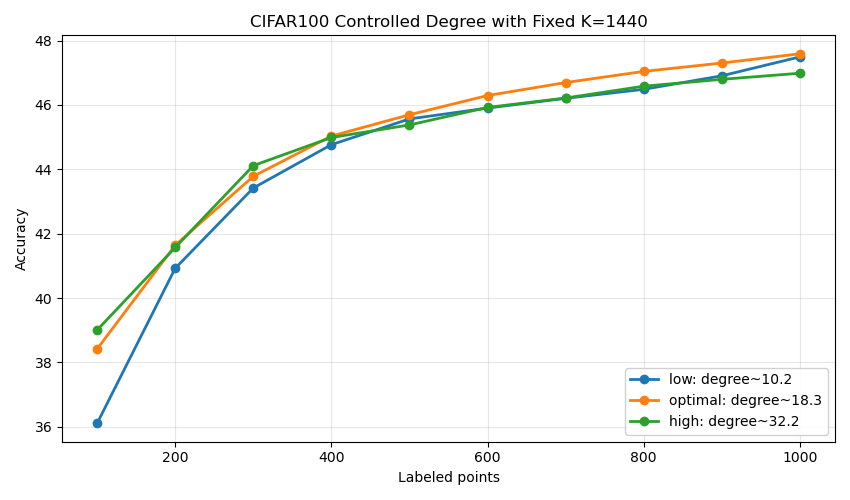 CIFAR100 Controlled Degree with Fixed K=1440
48
46
44
42
40
38
36
Accuracy
low: degree~10.2
optimal: degree~18.3
high: degree~32.2
200
400
600
800
1000
Labeled points